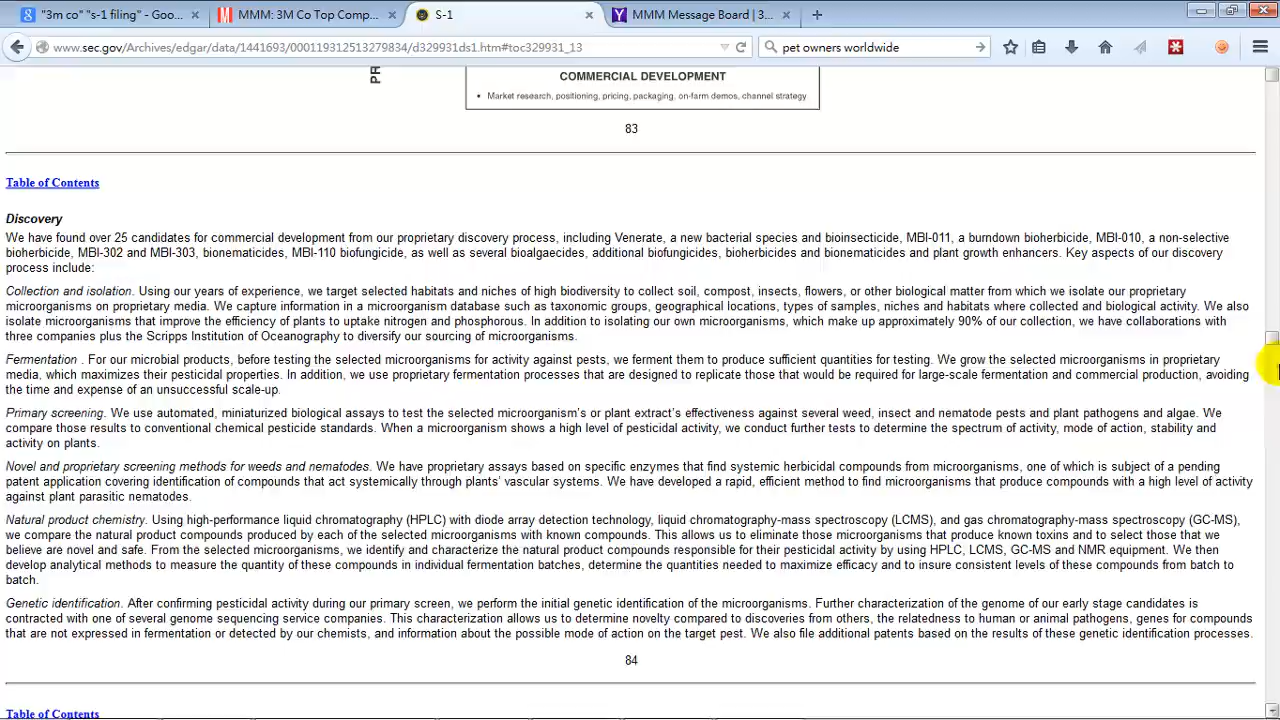 "3m co" "s-1 filing" - Goo...
MMM: 3M Co Top Comp...
S-1
MMM Message Board | 3...
www.sec.gov/Archives/edgar/data/1441693/000119312513279834/d329931ds1.htm#toc329931_13
pet owners worldwide
PR
COMMERCIAL DEVELOPMENT
• Market research, positioning, pricing, packaging, on-farm demos, channel strategy
83
Table of Contents
Discovery
We have found over 25 candidates for commercial development from our proprietary discovery process, including Venerate, a new bacterial species and bioinsecticide, MBI-011, a burndown bioherbicide, MBI-010, a non-selective
bioherbicide, MBI-302 and MBI-303, bionematicides, MBI-110 biofungicide, as well as several bioalgaecides, additional biofungicides, bioherbicides and bionematicides and plant growth enhancers. Key aspects of our discovery
process include:
Collection and isolation. Using our years of experience, we target selected habitats and niches of high biodiversity to collect soil, compost, insects, flowers, or other biological matter from which we isolate our proprietary
microorganisms on proprietary media. We capture information in a microorganism database such as taxonomic groups, geographical locations, types of samples, niches and habitats where collected and biological activity. We also
isolate microorganisms that improve the efficiency of plants to uptake nitrogen and phosphorous. In addition to isolating our own microorganisms, which make up approximately 90% of our collection, we have collaborations with
three companies plus the Scripps Institution of Oceanography to diversify our sourcing of microorganisms.
Fermentation . For our microbial products, before testing the selected microorganisms for activity against pests, we ferment them to produce sufficient quantities for testing. We grow the selected microorganisms in proprietary
media, which maximizes their pesticidal properties. In addition, we use proprietary fermentation processes that are designed to replicate those that would be required for large-scale fermentation and commercial production, avoiding
the time and expense of an unsuccessful scale-up.
Primary screening. We use automated, miniaturized biological assays to test the selected microorganism's or plant extract's effectiveness against several weed, insect and nematode pests and plant pathogens and algae. We
compare those results to conventional chemical pesticide standards. When a microorganism shows a high level of pesticidal activity, we conduct further tests to determine the spectrum of activity, mode of action, stability and
activity on plants.
Novel and proprietary screening methods for weeds and nematodes. We have proprietary assays based on specific enzymes that find systemic herbicidal compounds from microorganisms, one of which is subject of a pending
patent application covering identification of compounds that act systemically through plants' vascular systems. We have developed a rapid, efficient method to find microorganisms that produce compounds with a high level of activity
against plant parasitic nematodes.
Natural product chemistry. Using high-performance liquid chromatography (HPLC) with diode array detection technology, liquid chromatography-mass spectroscopy (LCMS), and gas chromatography-mass spectroscopy (GC-MS),
we compare the natural product compounds produced by each of the selected microorganisms with known compounds. This allows us to eliminate those microorganisms that produce known toxins and to select those that we
believe are novel and safe. From the selected microorganisms, we identify and characterize the natural product compounds responsible for their pesticidal activity by using HPLC, LCMS, GC-MS and NMR equipment. We then
develop analytical methods to measure the quantity of these compounds in individual fermentation batches, determine the quantities needed to maximize efficacy and to insure consistent levels of these compounds from batch to
batch.
Genetic identification. After confirming pesticidal activity during our primary screen, we perform the initial genetic identification of the microorganisms. Further characterization of the genome of our early stage candidates is
contracted with one of several genome sequencing service companies. This characterization allows us to determine novelty compared to discoveries from others, the relatedness to human or animal pathogens, genes for compounds
that are not expressed in fermentation or detected by our chemists, and information about the possible mode of action on the target pest. We also file additional patents based on the results of these genetic identification processes.
84
Table of Contents